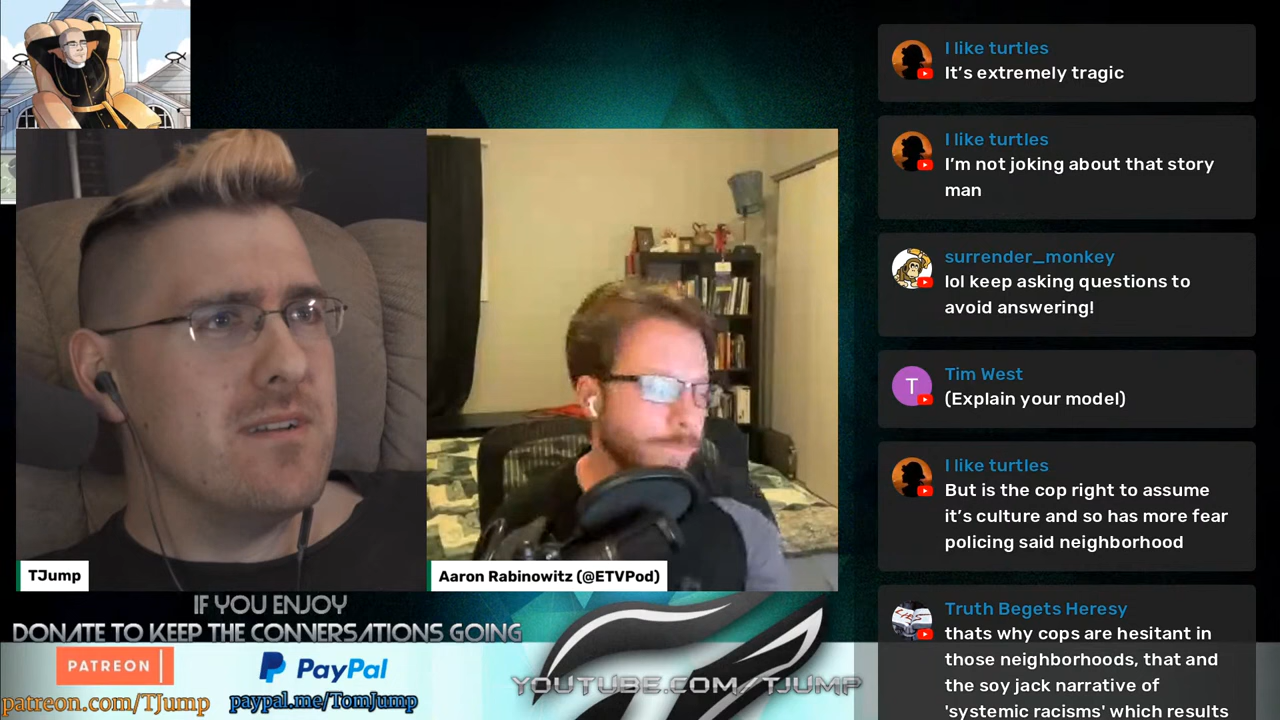 I like turtles
It’s extremely tragic
I like turtles
I’m not joking about that story
man
surrender_monkey
lol keep asking questions to
avoid answering!
T
Tim West
(Explain your model)
I like turtles
But is the cop right to assume
it’s culture and so has more fear
policing said neighborhood
Truth Begets Heresy
thats why cops are hesitant in
those neighborhoods, that and
the soy jack narrative of
'systemic racisms' which results
TJump
Aaron Rabinowitz (@ETVPod)
IF YOU ENJOY
DONATE TO KEEP THE CONVERSATIONS GOING
PATREON
PayPal
patreon.com/TJump
paypal.me/TomJump
YOUTUBE.COM/TJUMP